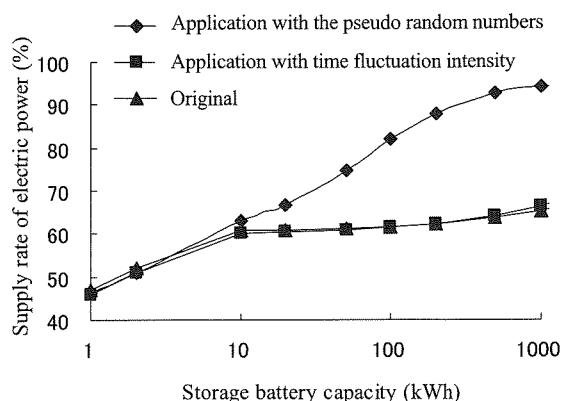 Application with the pseudo random numbers
Application with time fluctuation intensity
Original
Supply rate of electric power (%)
100
90
80
70
60
50
40
1 10 100 1000
Storage battery capacity (kWh)